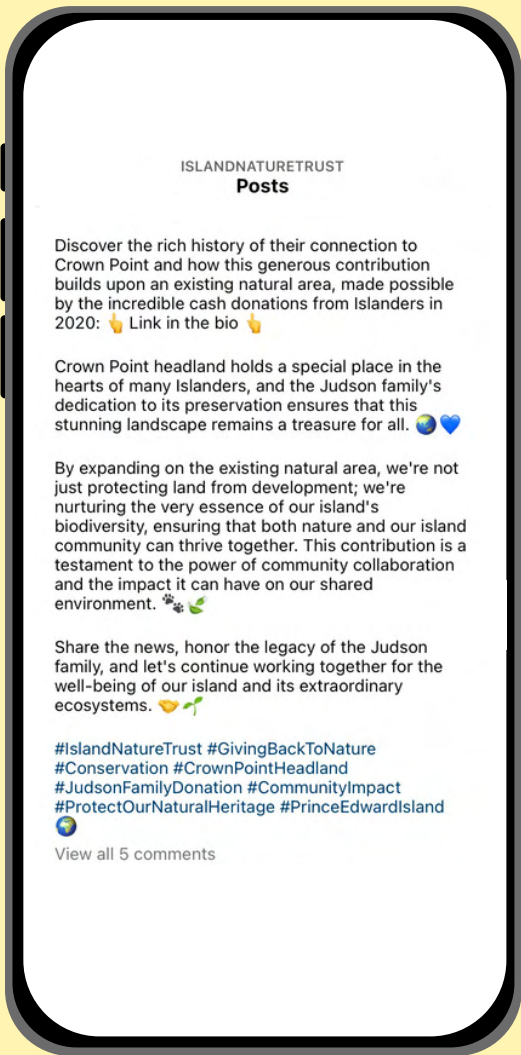 ISLANDNATURETRUST
Posts
Discover the rich history of their connection to
Crown Point and how this generous contribution
builds upon an existing natural area, made possible
by the incredible cash donations from Islanders in
2020: 👆 Link in the bio 👆
Crown Point headland holds a special place in the
hearts of many Islanders, and the Judson family's
dedication to its preservation ensures that this
stunning landscape remains a treasure for all. 🌏💙
By expanding on the existing natural area, we're not
just protecting land from development; we're
nurturing the very essence of our island's
biodiversity, ensuring that both nature and our island
community can thrive together. This contribution is a
testament to the power of community collaboration
and the impact it can have on our shared
environment. 🐾🍃
Share the news, honor the legacy of the Judson
family, and let's continue working together for the
well-being of our island and its extraordinary
ecosystems. 🤝🌱
#IslandNatureTrust #GivingBackToNature
#Conservation #CrownPointHeadland
#JudsonFamilyDonation #CommunityImpact
#ProtectOurNaturalHeritage #PrinceEdwardIsland
🌍
View all 5 comments